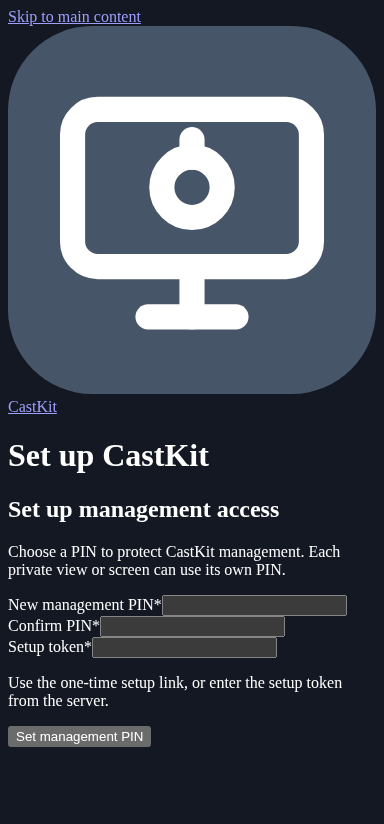 Skip to main content
CastKit
Set up CastKit
Set up management access
Choose a PIN to protect CastKit management. Each
private view or screen can use its own PIN.
New management PIN*
Confirm PIN*
Setup token*
Use the one-time setup link, or enter the setup token
from the server.
Set management PIN